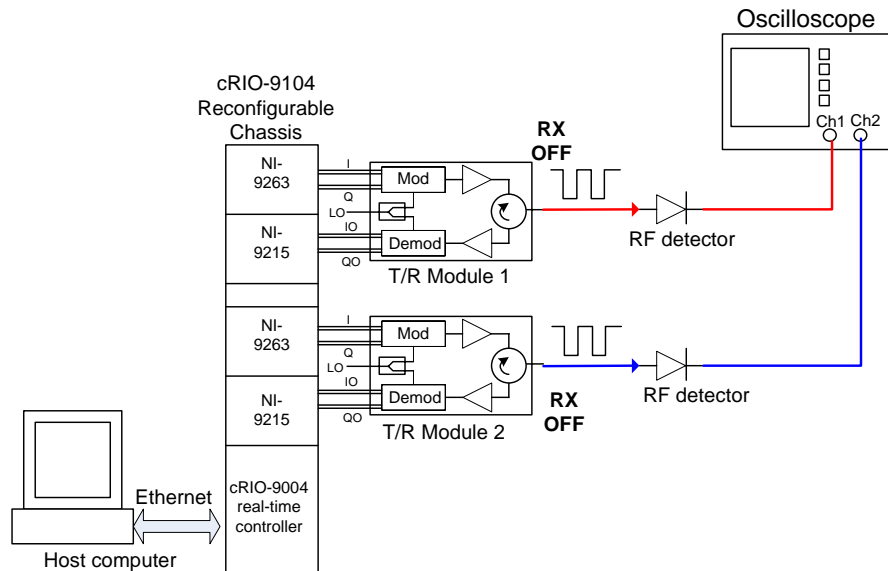 Oscilloscope
Ch1
Ch2
cRIO-9104
Reconfigurable
Chassis
RX
OFF
NI-
9263
I
Q
LO
Mod
NI-
9215
IO
QO
Demod
T/R Module 1
RF detector
NI-
9263
I
Q
LO
Mod
NI-
9215
IO
QO
Demod
T/R Module 2
RX
OFF
RF detector
cRIO-9004
real-time
controller
Ethernet
Host computer